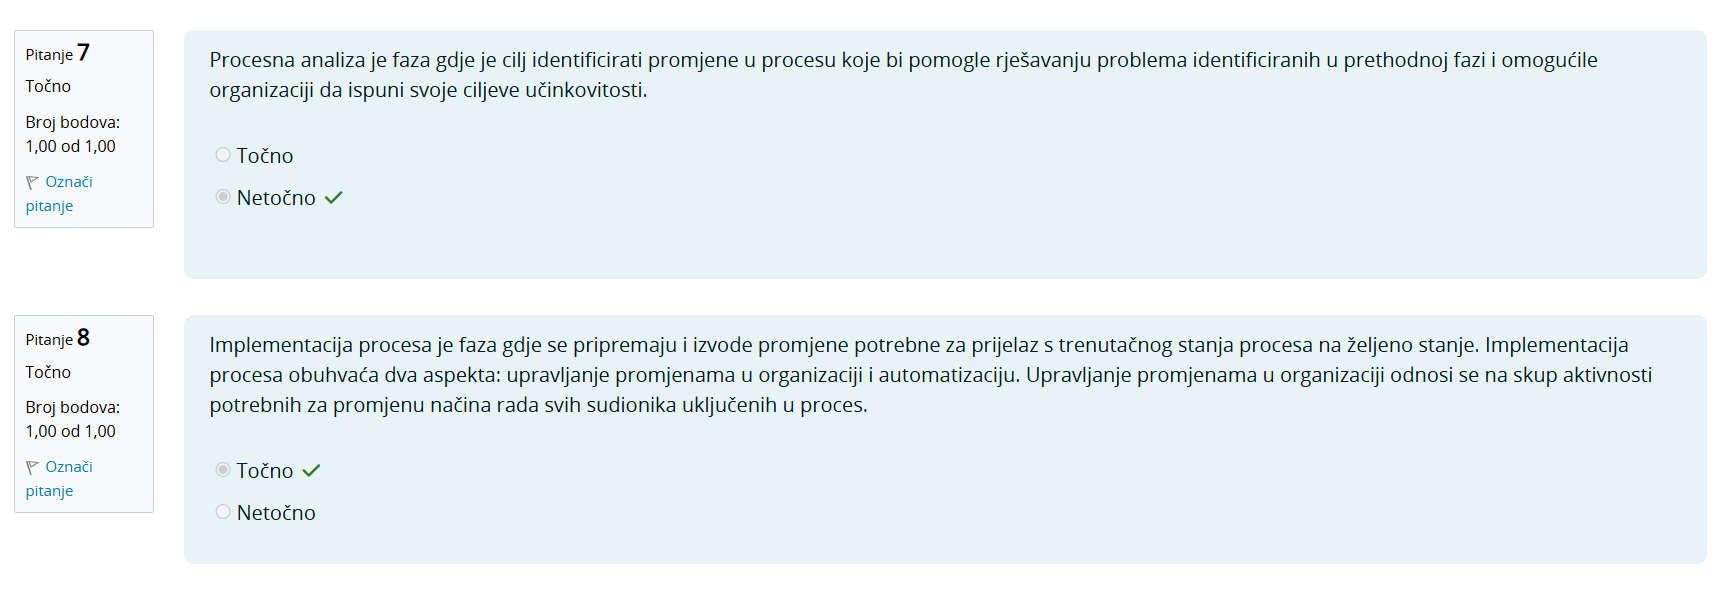 Pitanje 7
Točno
Broj bodova:
1,00 od 1,00
Označi
pitanje
Procesna analiza je faza gdje je cilj identificirati promjene u procesu koje bi pomogle rješavanju problema identificiranih u prethodnoj fazi i omogućile
organizaciji da ispuni svoje ciljeve učinkovitosti.
Točno
Netočno
Pitanje 8
Točno
Broj bodova:
1,00 od 1,00
Označi
pitanje
Implementacija procesa je faza gdje se pripremaju i izvode promjene potrebne za prijelaz s trenutačnog stanja procesa na željeno stanje. Implementacija
procesa obuhvaća dva aspekta: upravljanje promjenama u organizaciji i automatizaciju. Upravljanje promjenama u organizaciji odnosi se na skup aktivnosti
potrebnih za promjenu načina rada svih sudionika uključenih u proces.
Točno
Netočno